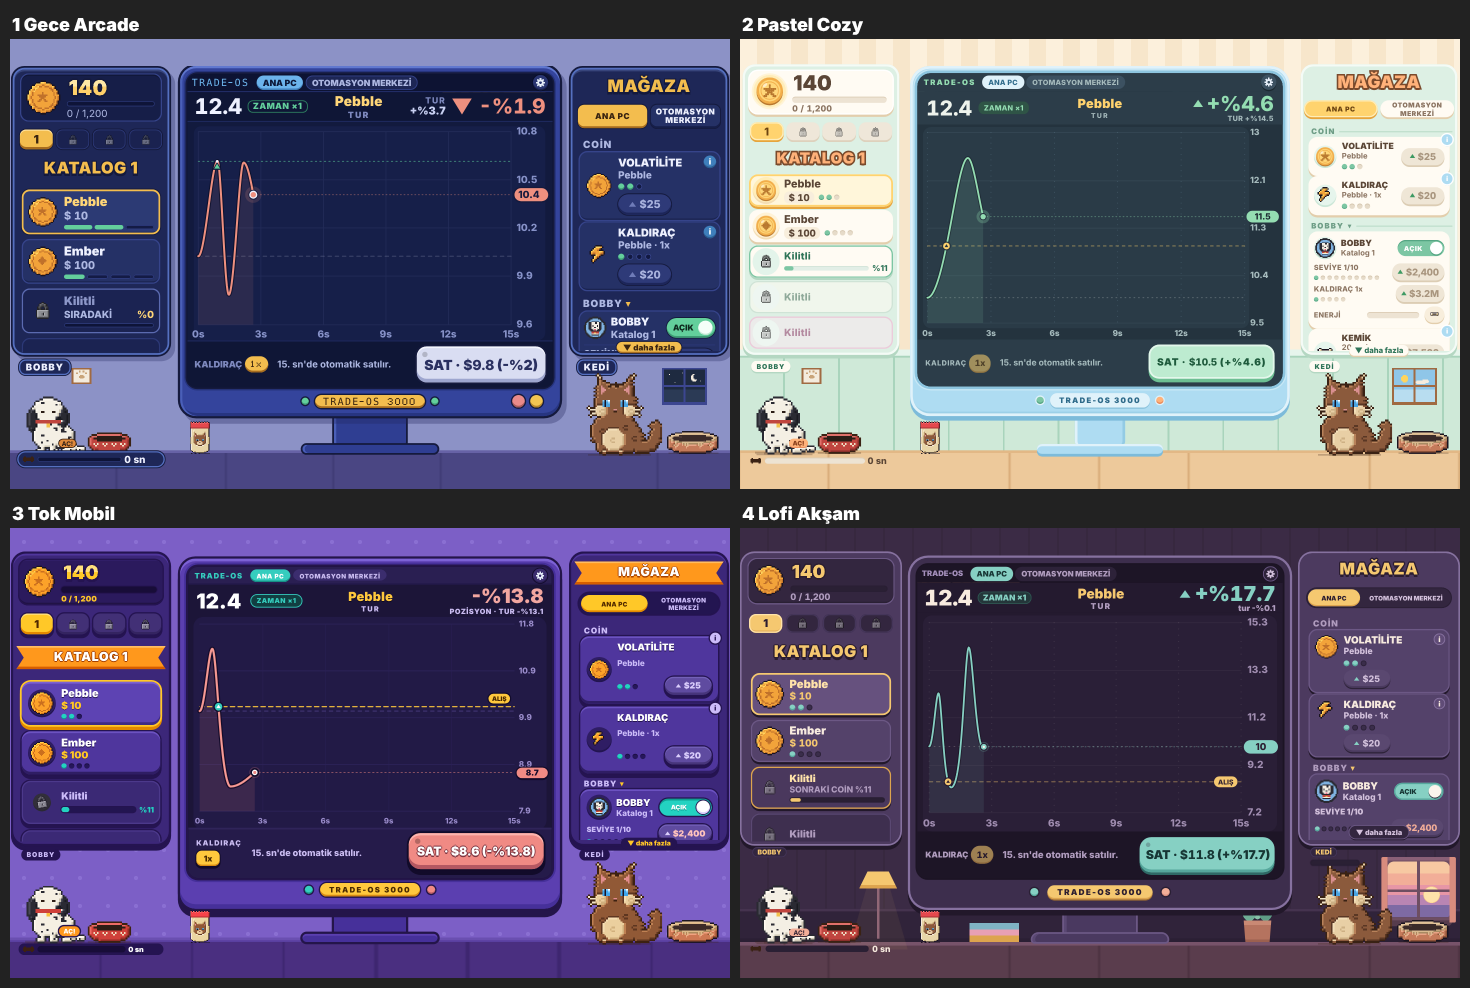 1 Gece Arcade
140
0 / 1,200
1
KATALOG 1
Pebble
$ 10
Ember
$ 100
Kilitli
SIRADAKİ %0
BOBBY
AÇ!
0 sn
TRADE-OS ANA PC OTOMASYON MERKEZİ
12.4 ZAMAN ×1
Pebble
TUR
TUR
+%3.7
-%1.9
10.8
10.5
10.4
10.2
9.9
9.6
0s 3s 6s 9s 12s 15s
KALDIRAÇ 1x 15. sn'de otomatik satılır.
SAT · $9.8 (-%2)
TRADE-OS 3000
MAĞAZA
ANA PC
OTOMASYON
MERKEZİ
COİN
VOLATİLİTE
Pebble
$25
KALDIRAÇ
Pebble · 1x
$20
BOBBY
BOBBY
Katalog 1
AÇIK
daha fazla
KEDİ
2 Pastel Cozy
140
0 / 1,200
1
KATALOG 1
Pebble
$ 10
Ember
$ 100
Kilitli
%11
Kilitli
Kilitli
BOBBY
AÇ!
0 sn
TRADE-OS ANA PC OTOMASYON MERKEZİ
12.4 ZAMAN ×1
Pebble
TUR
+%4.6
TUR +%14.5
13
12.1
11.5
11.3
10.4
9.5
0s 3s 6s 9s 12s 15s
KALDIRAÇ 1x 15. sn'de otomatik satılır.
SAT · $10.5 (+%4.6)
TRADE-OS 3000
MAĞAZA
ANA PC
OTOMASYON
MERKEZİ
COİN
VOLATİLİTE
Pebble
$25
KALDIRAÇ
Pebble · 1x
$20
BOBBY
BOBBY
Katalog 1
AÇIK
SEVİYE 1/10
$2,400
KALDIRAÇ 1x
$3.2M
ENERJİ
KEMİK
daha fazla
KEDİ
3 Tok Mobil
140
0 / 1,200
1
KATALOG 1
Pebble
$ 10
Ember
$ 100
Kilitli
%11
BOBBY
AÇ!
0 sn
TRADE-OS ANA PC OTOMASYON MERKEZİ
12.4 ZAMAN ×1
Pebble
TUR
-%13.8
POZİSYON · TUR -%13.1
11.8
10.9
ALIŞ
9.9
8.9
8.7
7.9
0s 3s 6s 9s 12s 15s
KALDIRAÇ
1x
15. sn'de otomatik satılır.
SAT · $8.6 (-%13.8)
TRADE-OS 3000
MAĞAZA
ANA PC
OTOMASYON
MERKEZİ
COİN
VOLATİLİTE
Pebble
$25
KALDIRAÇ
Pebble · 1x
$20
BOBBY
BOBBY
Katalog 1
AÇIK
SEVİYE 1/10
$2,400
daha fazla
KEDİ
4 Lofi Akşam
140
0 / 1,200
1
KATALOG 1
Pebble
$ 10
Ember
$ 100
Kilitli
SONRAKİ COİN %11
Kilitli
BOBBY
AÇ!
0 sn
TRADE-OS ANA PC OTOMASYON MERKEZİ
12.4 ZAMAN ×1
Pebble
TUR
+%17.7
tur -%0.1
15.3
13.3
11.2
10
9.2
ALIŞ
7.2
0s 3s 6s 9s 12s 15s
KALDIRAÇ 1x 15. sn'de otomatik satılır.
SAT · $11.8 (+%17.7)
TRADE-OS 3000
MAĞAZA
ANA PC
OTOMASYON MERKEZİ
COİN
VOLATİLİTE
Pebble
$25
KALDIRAÇ
Pebble · 1x
$20
BOBBY
BOBBY
Katalog 1
AÇIK
SEVİYE 1/10
$2,400
daha fazla
KEDİ